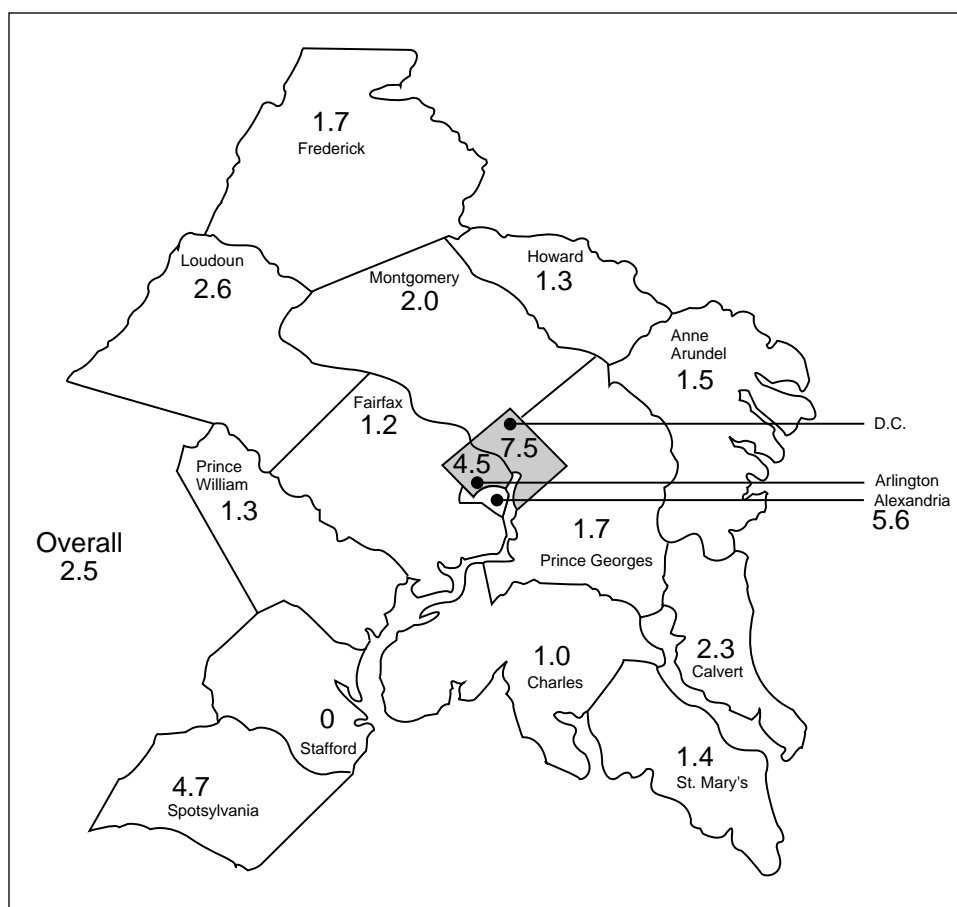 1.7
Frederick
Loudoun
2.6
Montgomery
2.0
Howard
1.3
Anne
Arundel
1.5
Fairfax
1.2
7.5
D.C.
4.5
Arlington
Alexandria
5.6
Prince
William
1.3
Overall
2.5
1.7
Prince Georges
2.3
Calvert
1.0
Charles
0
Stafford
1.4
St. Mary's
4.7
Spotsylvania